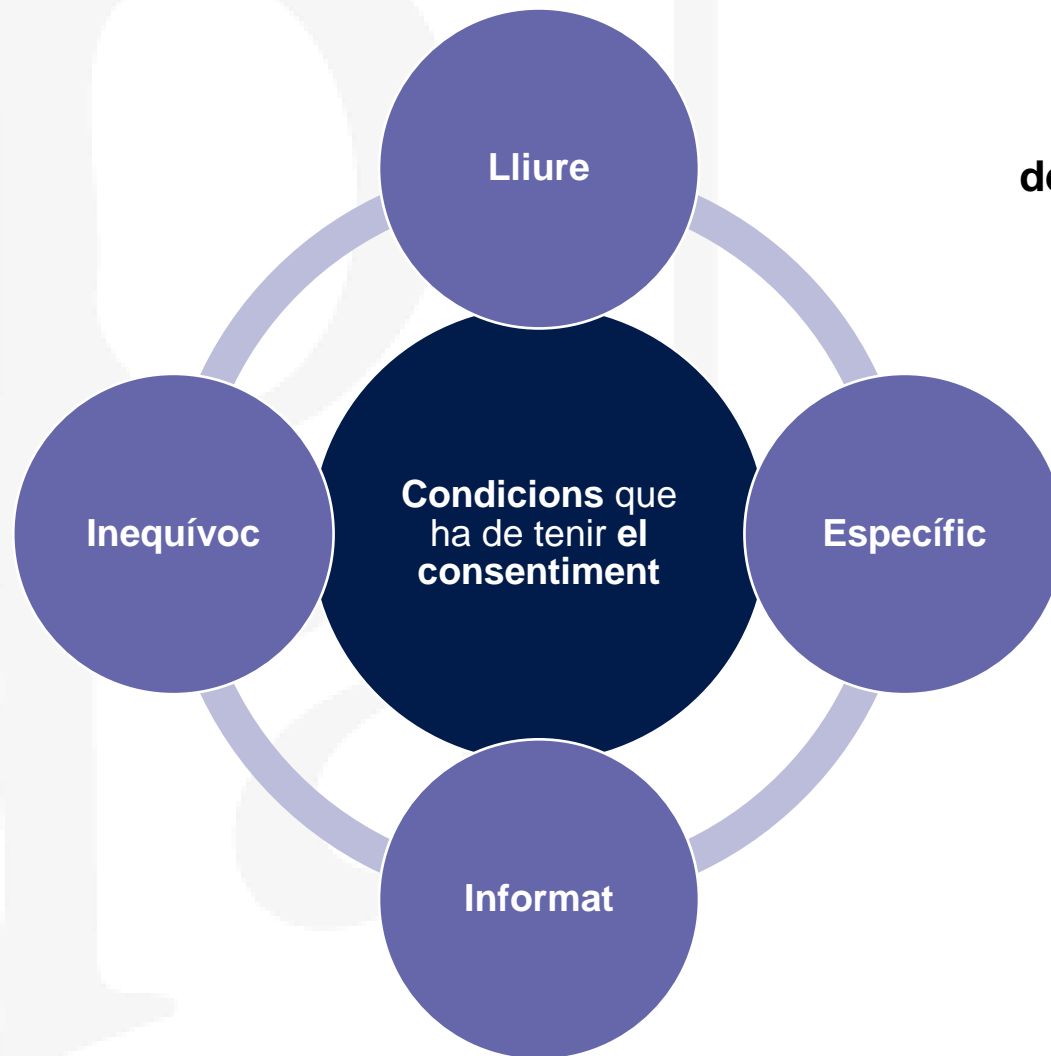 Lliure
Inequívoc
Condicions que
ha de tenir el
consentiment
Específic
Informat